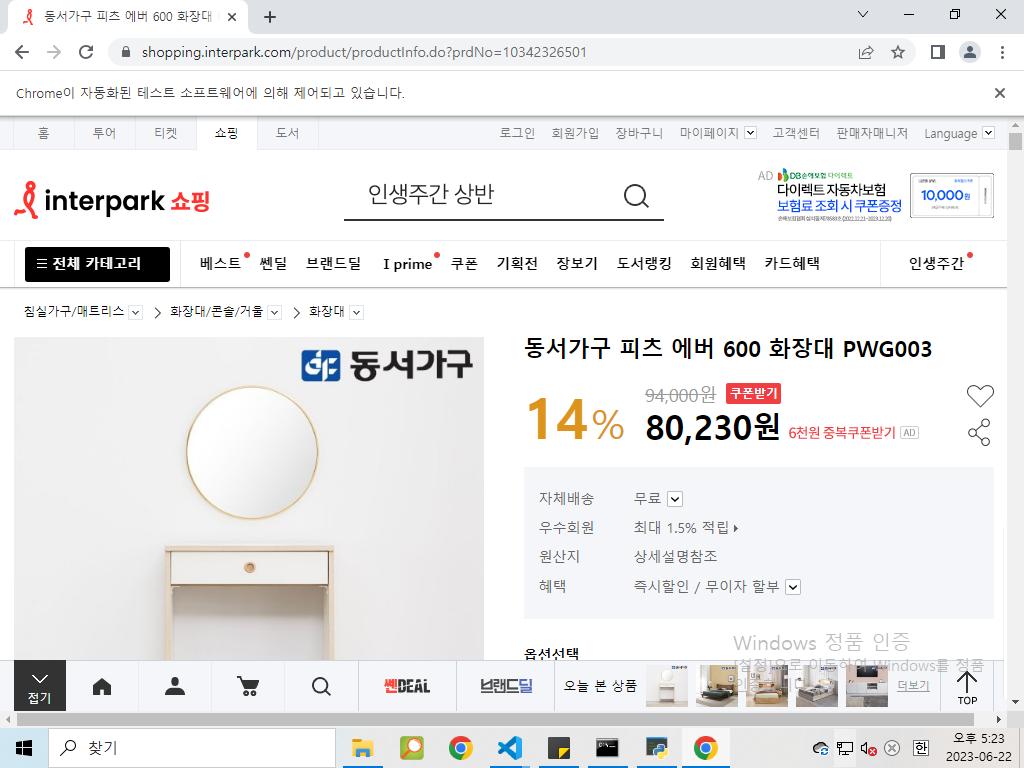 동서가구 피츠 에버 600 화장대
shopping.interpark.com/product/productInfo.do?prdNo=10342326501
Chrome이 자동화된 테스트 소프트웨어에 의해 제어되고 있습니다.
홈 투어 티켓 쇼핑 도서 로그인 회원가입 장바구니 마이페이지 고객센터 판매자매니저 Language
interpark 쇼핑
인생주간 상반
AD DB손해보험 다이렉트
다이렉트 자동차보험
보험료 조회 시 쿠폰증정
10,000원
전체 카테고리 베스트 쎈딜 브랜드딜 I prime 쿠폰 기획전 장보기 도서랭킹 회원혜택 카드혜택 인생주간
침실가구/매트리스 화장대/콘솔/거울 화장대
동서가구
동서가구 피츠 에버 600 화장대 PWG003
14%
94,000원 쿠폰받기
80,230원 6천원 중복쿠폰받기 AD
자체배송 무료
우수회원 최대 1.5% 적립
원산지 상세설명참조
혜택 즉시할인 / 무이자 할부
옵션선택
Windows 정품 인증
[설정]으로 이동하여 Windows를 정품
접기
쎈DEAL
브랜드딜
오늘 본 상품
더보기
TOP
찾기
한
오후 5:23
2023-06-22